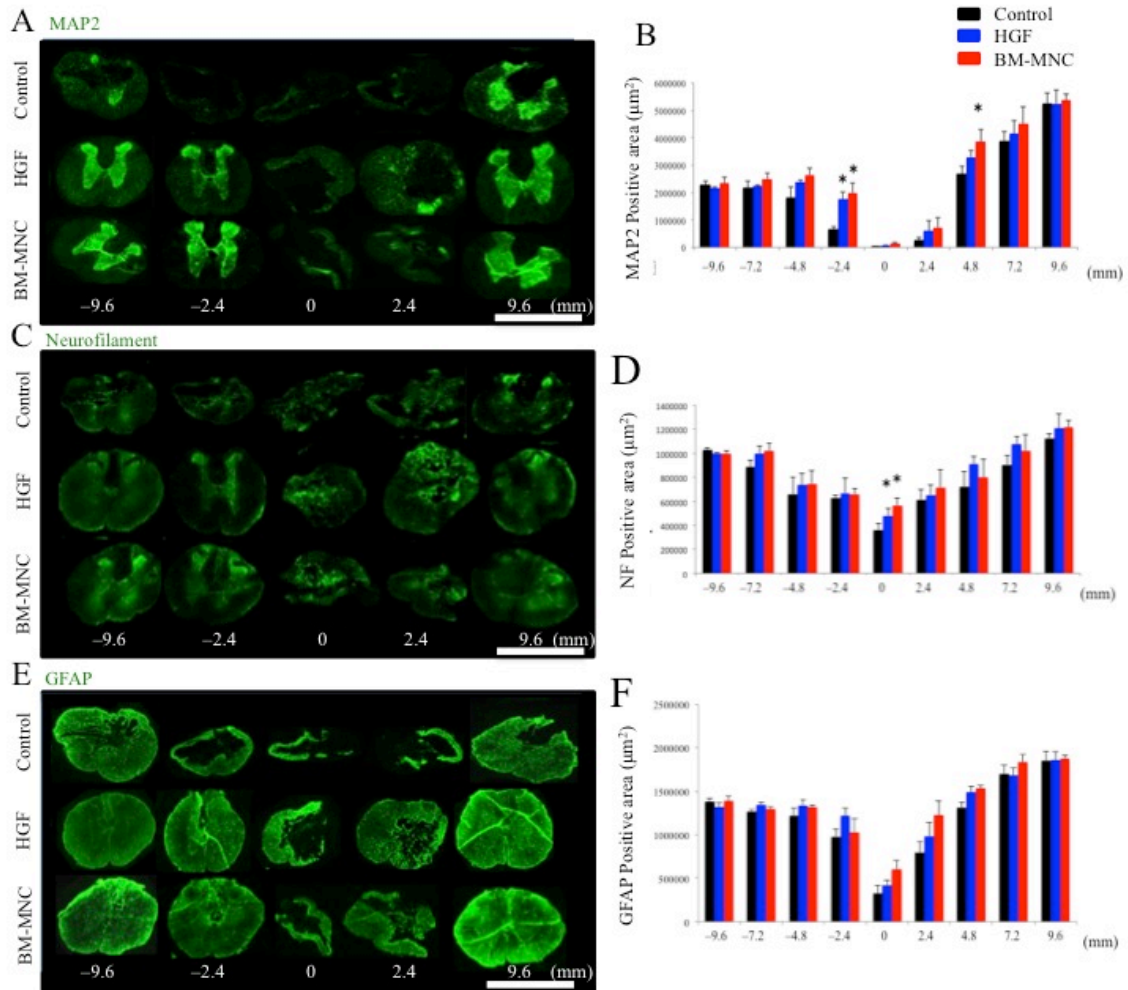 A MAP2
Control
HGF
BM-MNC
−9.6 −2.4 0 2.4 9.6 (mm)
B
Control
HGF
BM-MNC
MAP2 Positive area (µm²)
6000000
5000000
4000000
3000000
2000000
1000000
0
* * *
−9.6 −7.2 −4.8 −2.4 0 2.4 4.8 7.2 9.6
(mm)
C Neurofilament
Control
HGF
BM-MNC
−9.6 −2.4 0 2.4 9.6 (mm)
D
NF Positive area (µm²)
1400000
1200000
1000000
800000
600000
400000
200000
0
* *
−9.6 −7.2 −4.8 −2.4 0 2.4 4.8 7.2 9.6
(mm)
E GFAP
Control
HGF
BM-MNC
−9.6 −2.4 0 2.4 9.6 (mm)
F
GFAP Positive area (µm²)
2500000
2000000
1500000
1000000
500000
0
−9.6 −7.2 −4.8 −2.4 0 2.4 4.8 7.2 9.6
(mm)